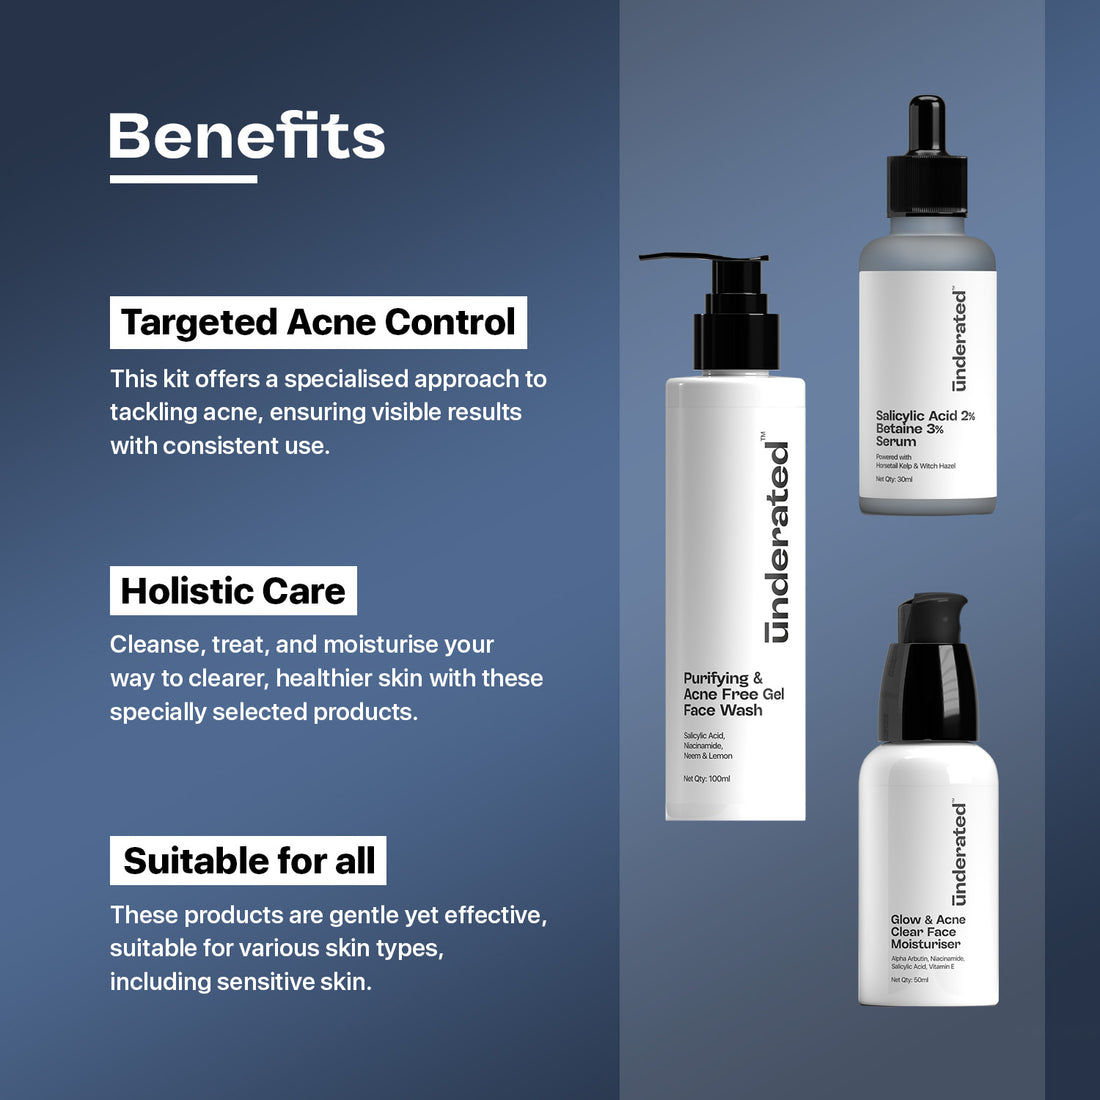 Benefits
Targeted Acne Control
This kit offers a specialised approach to
tackling acne, ensuring visible results
with consistent use.
Holistic Care
Cleanse, treat, and moisturise your
way to clearer, healthier skin with these
specially selected products.
Suitable for all
These products are gentle yet effective,
suitable for various skin types,
including sensitive skin.
ūnderated™
Purifying &
Acne Free Gel
Face Wash
Salicylic Acid,
Niacinamide,
Neem & Lemon
Net Qty: 100ml
ūnderated™
Salicylic Acid 2%
Betaine 3%
Serum
Powered with
Horsetail Kelp & Witch Hazel
Net Qty: 30ml
ūnderated™
Glow & Acne
Clear Face
Moisturiser
Alpha Arbutin, Niacinamide,
Salicylic Acid, Vitamin E
Net Qty: 50ml